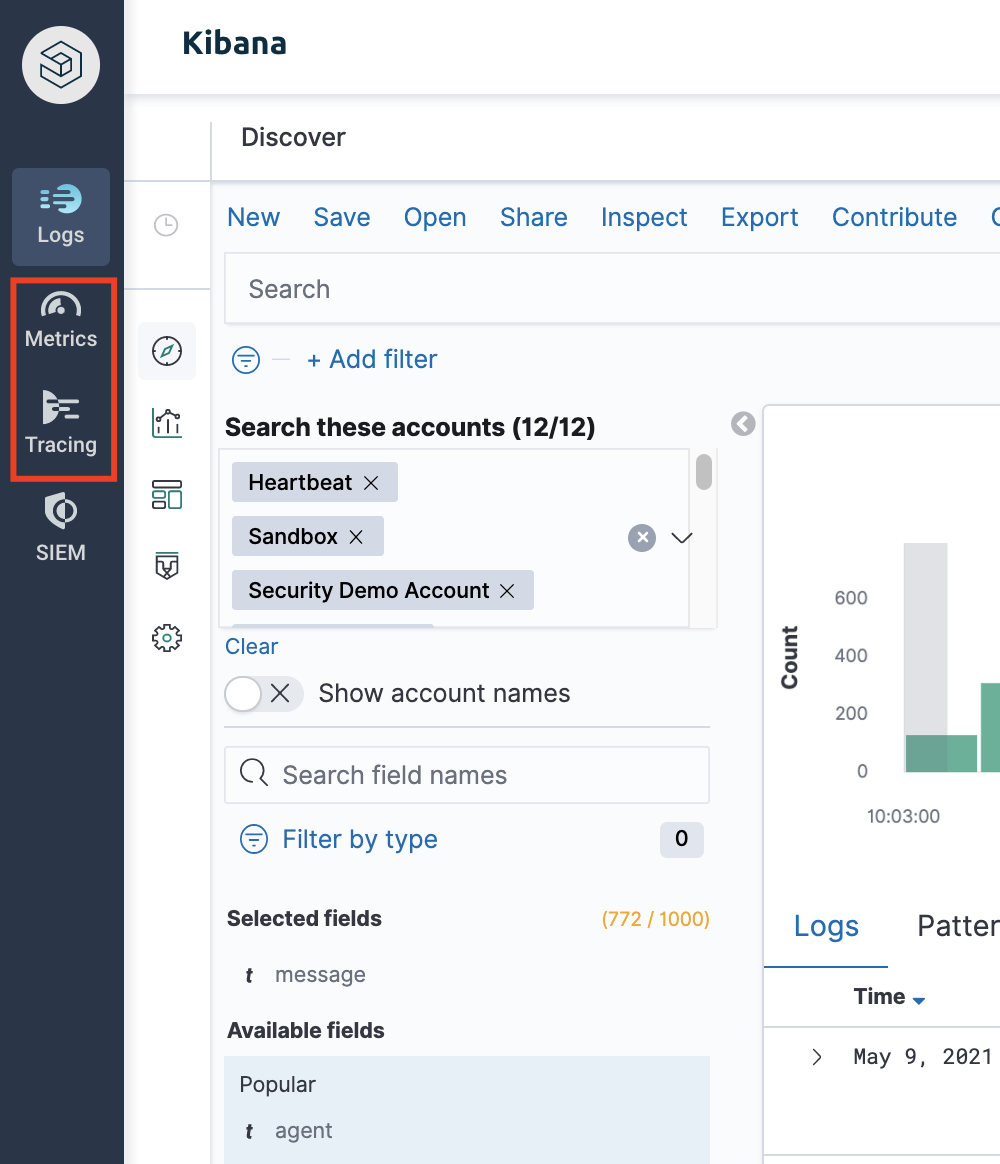 Kibana
Discover
Logs
Metrics
Tracing
SIEM
New Save Open Share Inspect Export Contribute
Search
+ Add filter
Search these accounts (12/12)
Heartbeat
Sandbox
Security Demo Account
Clear
Show account names
Search field names
Filter by type 0
Selected fields (772 / 1000)
t message
Available fields
Popular
t agent
Count
600
400
200
0
10:03:00
Logs Patter
Time
May 9, 2021